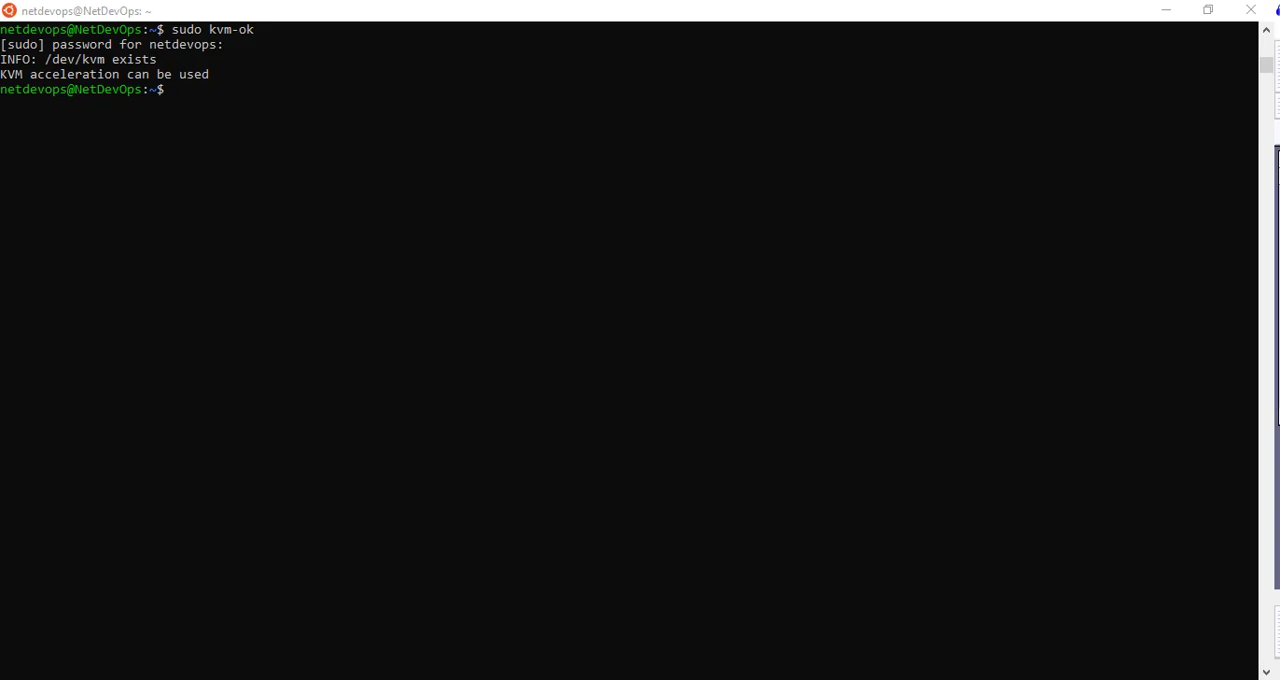 netdevops@NetDevOps: ~
netdevops@NetDevOps:~$ sudo kvm-ok
[sudo] password for netdevops:
INFO: /dev/kvm exists
KVM acceleration can be used
netdevops@NetDevOps:~$